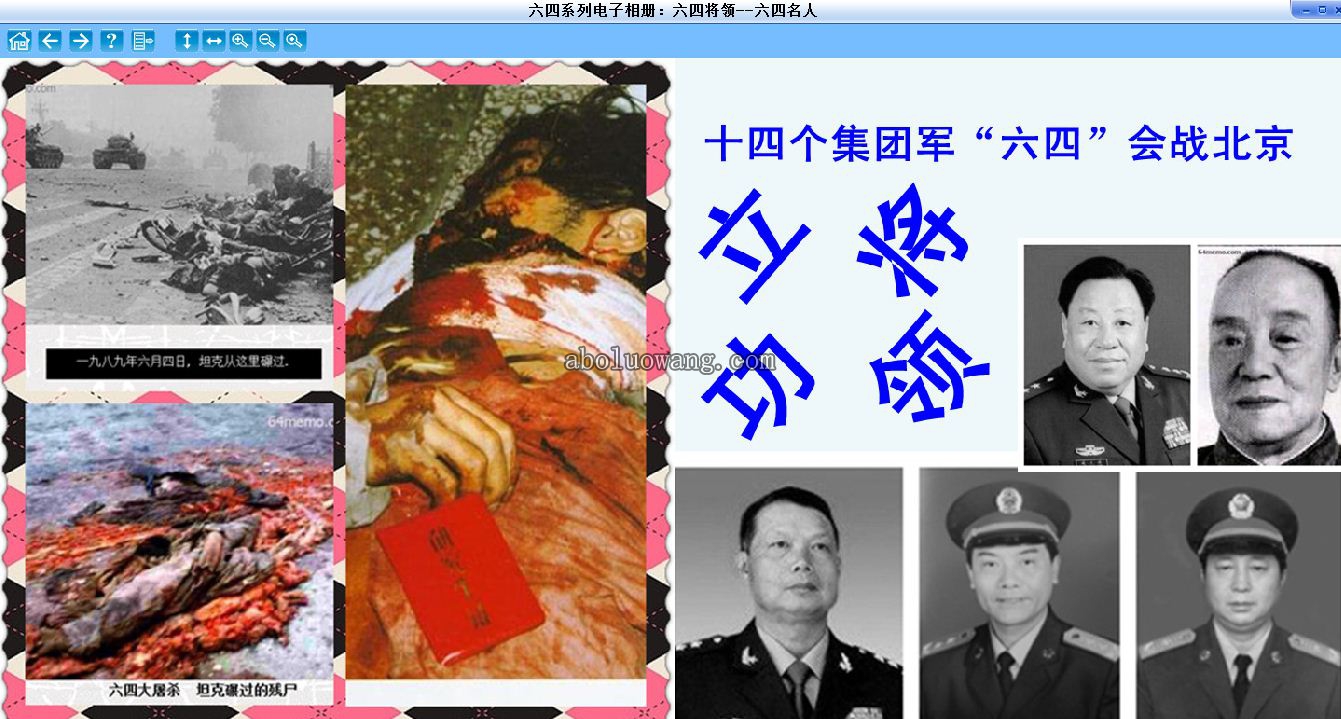 六四系列电子相册：六四将领--六四名人
一九八九年六月四日，坦克从这里碾过.
64memo.c
六四大屠杀 坦克碾过的残尸
aboluowang.com
十四个集团军“六四”会战北京
立功
将领
64memo.com